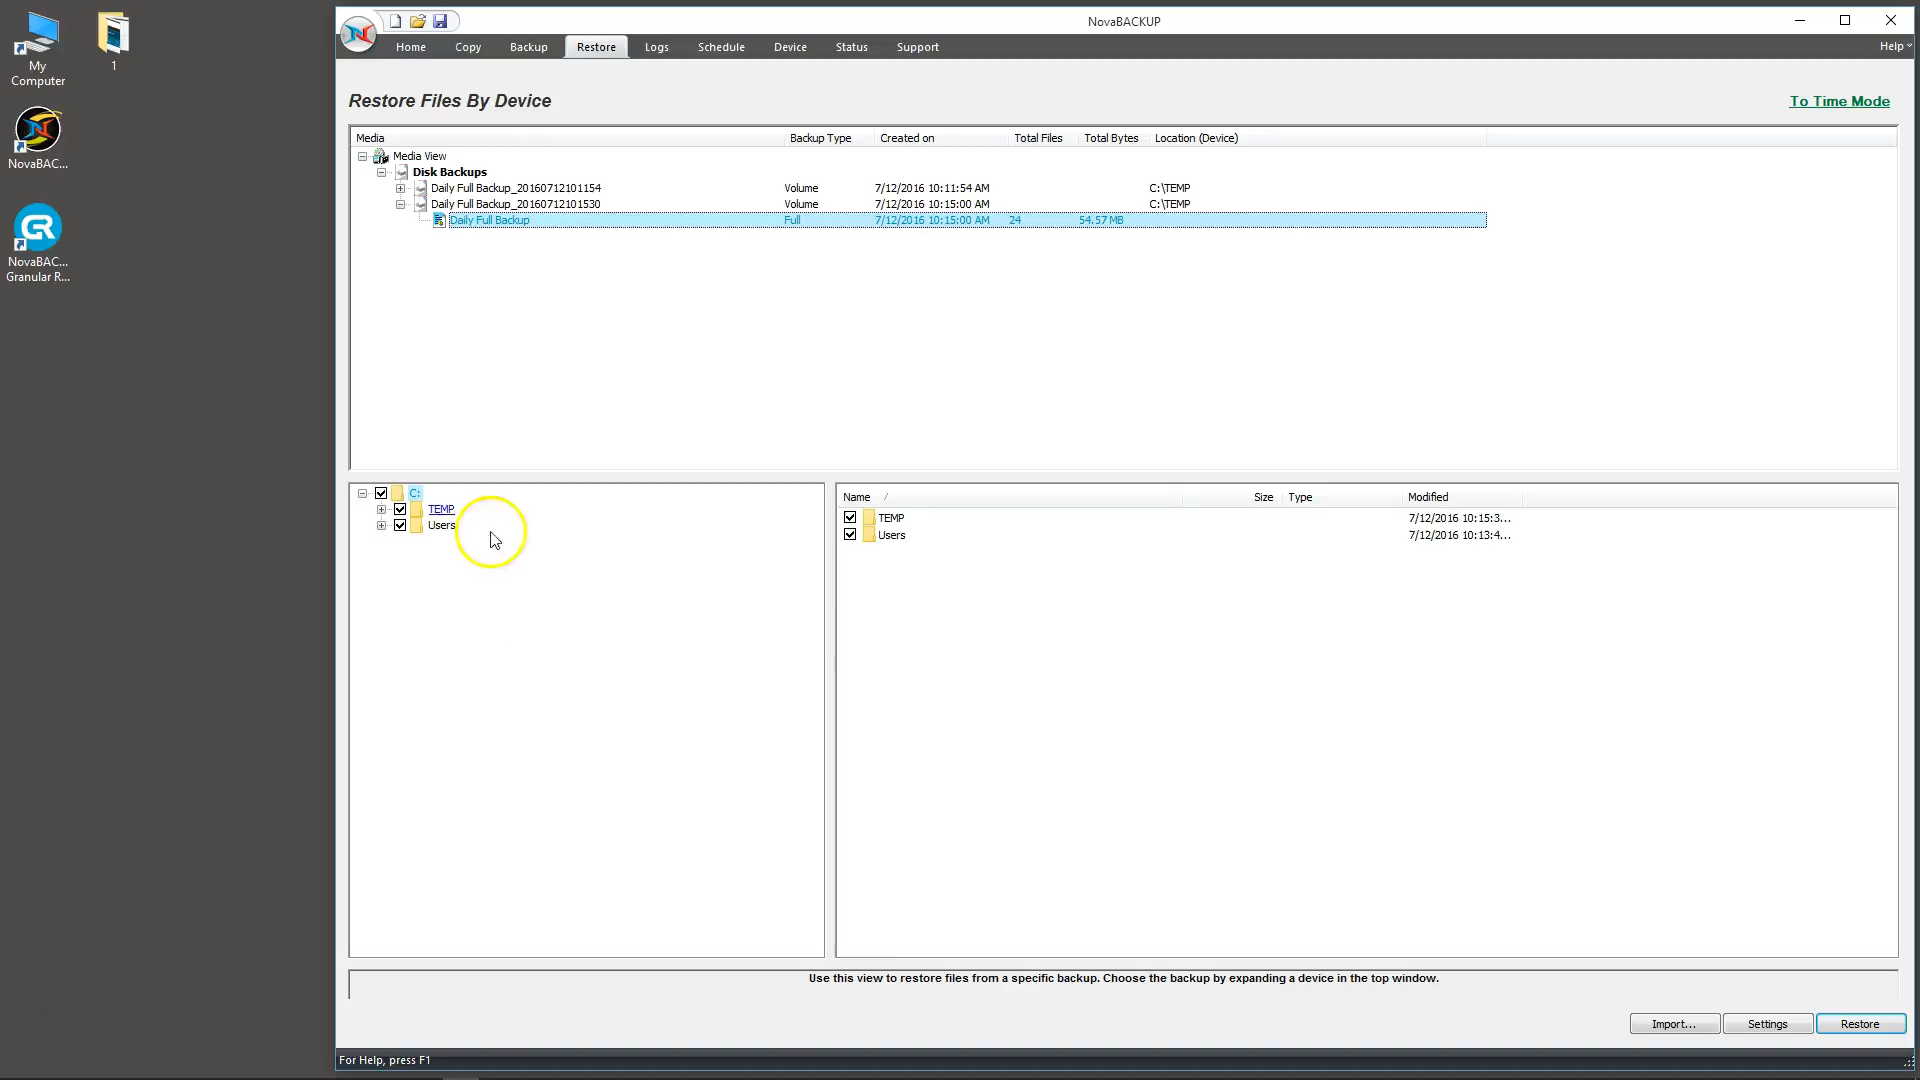 My
Computer
1
NovaBAC...
NovaBAC...
Granular R...
NovaBACKUP
Home Copy Backup Restore Logs Schedule Device Status Support Help
Restore Files By Device
To Time Mode
Media Backup Type Created on Total Files Total Bytes Location (Device)
Media View
Disk Backups
Daily Full Backup_20160712101154 Volume 7/12/2016 10:11:54 AM C:\TEMP
Daily Full Backup_20160712101530 Volume 7/12/2016 10:15:00 AM C:\TEMP
Daily Full Backup Full 7/12/2016 10:15:00 AM 24 54.57 MB
C:
TEMP
Users
Name Size Type Modified
TEMP 7/12/2016 10:15:3...
Users 7/12/2016 10:13:4...
Use this view to restore files from a specific backup. Choose the backup by expanding a device in the top window.
Import... Settings Restore
For Help, press F1